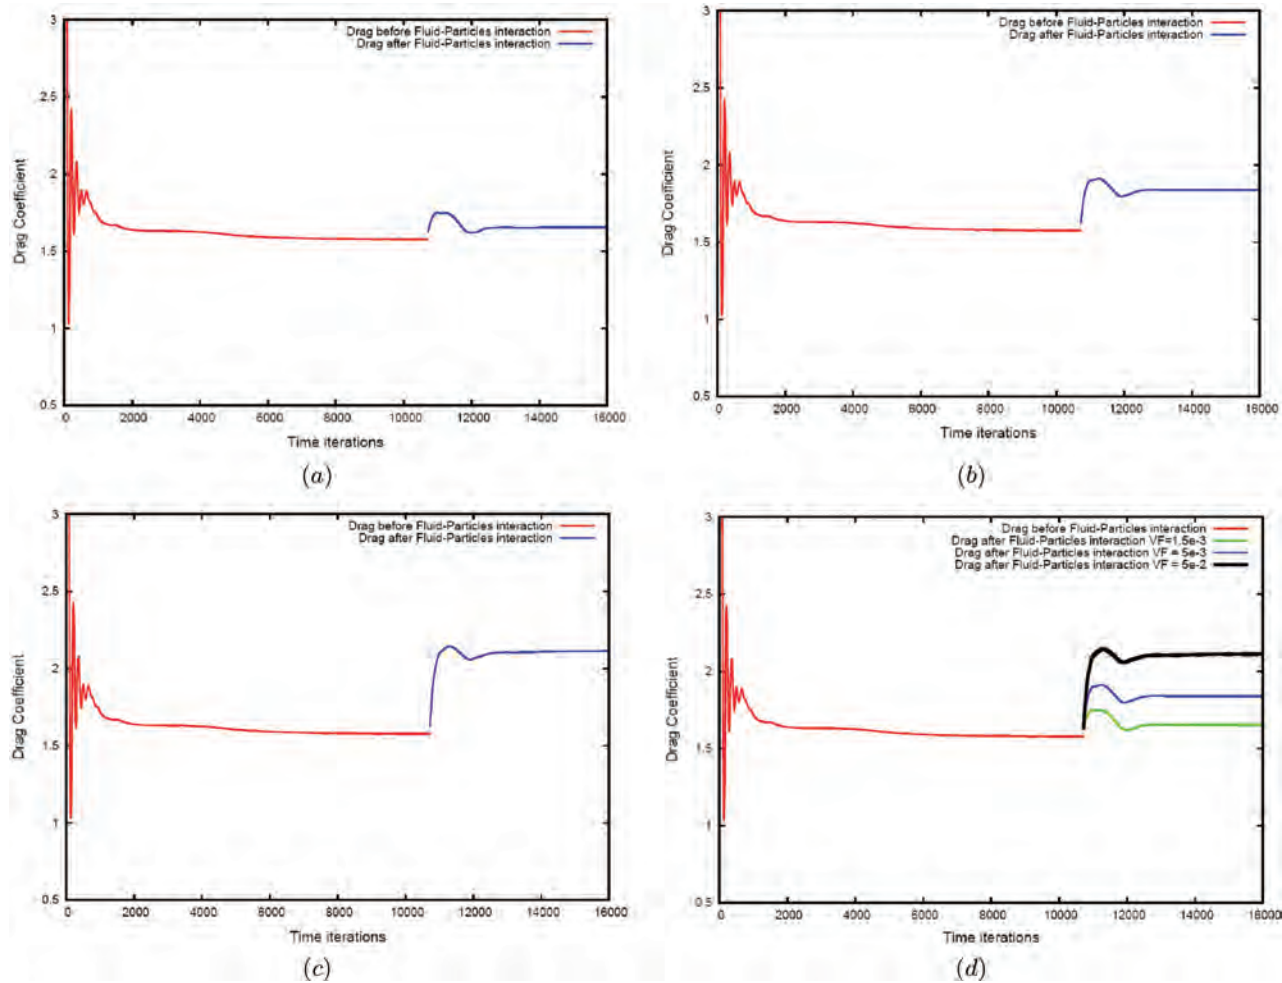 3
2.5
2
1.5
1
0.5
Drag Coefficient
Drag before Fluid-Particles interaction
Drag after Fluid-Particles interaction
0 2000 4000 6000 8000 10000 12000 14000 16000
Time iterations
(a)
3
2.5
2
1.5
1
0.5
Drag Coefficient
Drag before Fluid-Particles interaction
Drag after Fluid-Particles interaction
0 2000 4000 6000 8000 10000 12000 14000 16000
Time iterations
(b)
3
2.5
2
1.5
1
0.5
Drag Coefficient
Drag before Fluid-Particles interaction
Drag after Fluid-Particles interaction
0 2000 4000 6000 8000 10000 12000 14000 16000
Time iterations
(c)
3
2.5
2
1.5
1
0.5
Drag Coefficient
Drag before Fluid-Particles interaction
Drag after Fluid-Particles interaction VF=1.5e-3
Drag after Fluid-Particles interaction VF = 5e-3
Drag after Fluid-Particles interaction VF = 5e-2
0 2000 4000 6000 8000 10000 12000 14000 16000
Time iterations
(d)